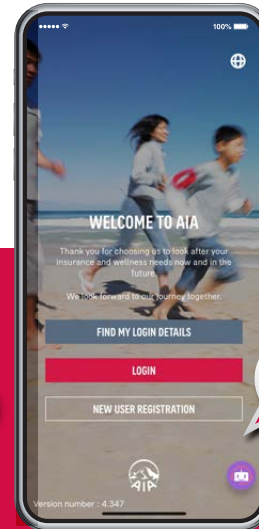 100%
WELCOME TO AIA
Thank you for choosing us to look after your
insurance and wellness needs now and in the
future.
We look forward to our journey together.
FIND MY LOGIN DETAILS
LOGIN
NEW USER REGISTRATION
AIA
Version number : 4.347